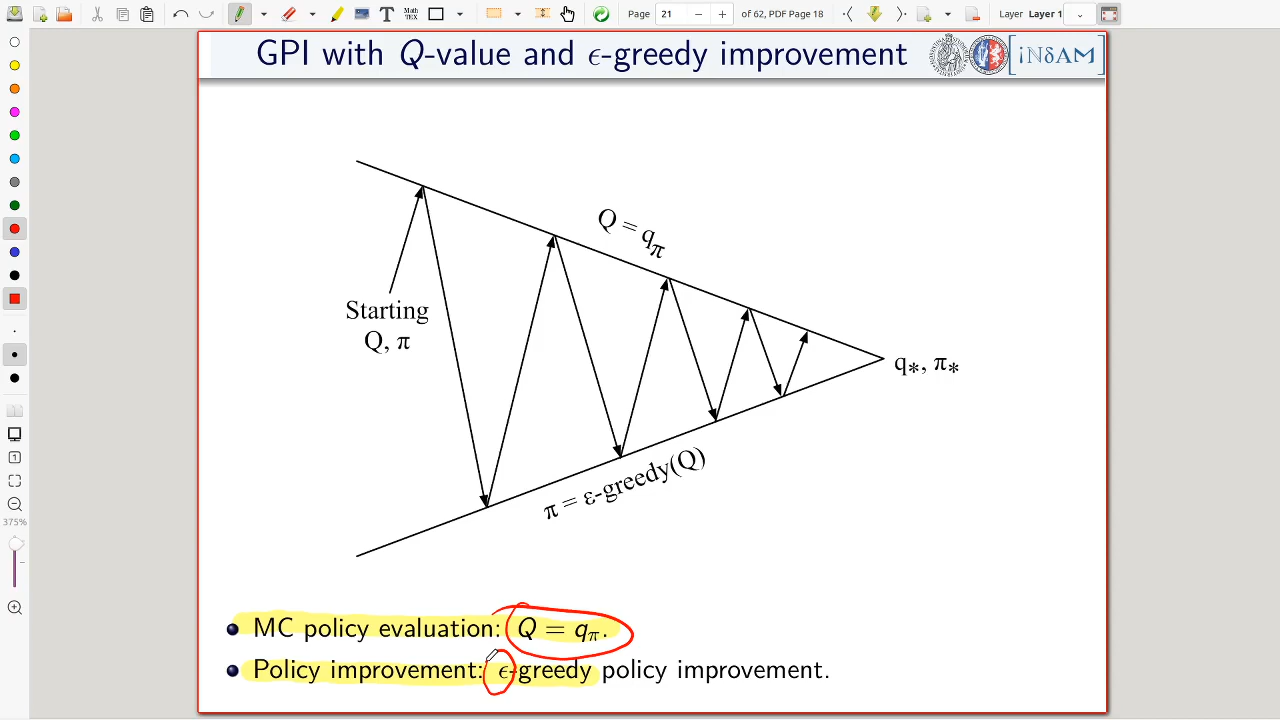 Page 21 of 62 PDF Page 18 Layer Layer 1
GPI with Q-value and ϵ-greedy improvement
iNδAM
Q = qπ
Starting
Q, π
q*, π*
π = ε-greedy(Q)
375%
MC policy evaluation: Q = qπ.
Policy improvement: ϵ-greedy policy improvement.